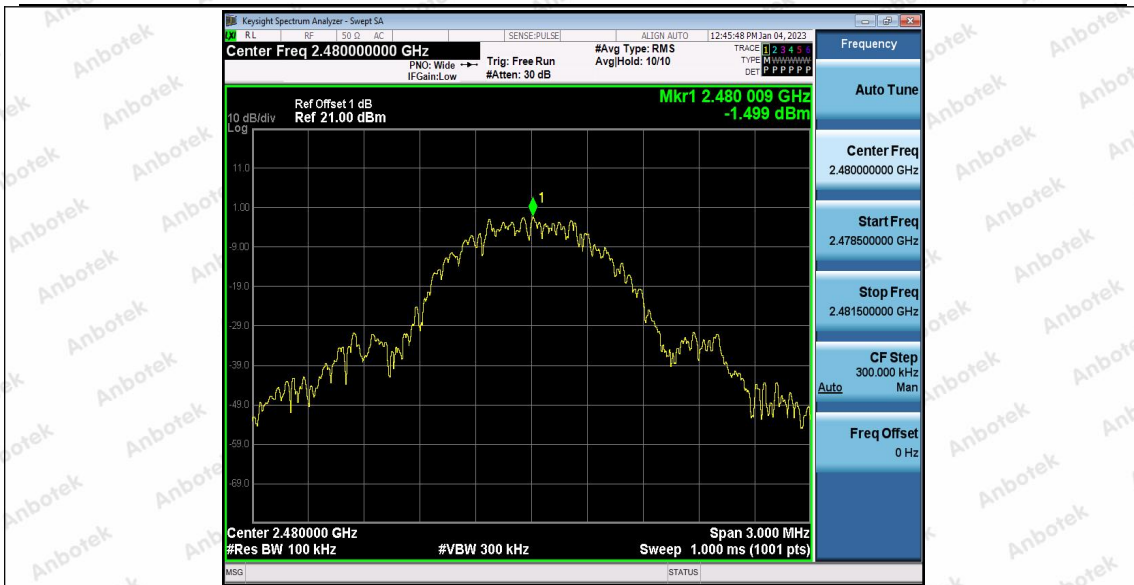 Keysight Spectrum Analyzer - Swept SA
LXI RL RF 50 Ω AC SENSE:PULSE ALIGN AUTO 12:45:48 PM Jan 04, 2023
Center Freq 2.480000000 GHz
PNO: Wide
IFGain:Low
Trig: Free Run
#Atten: 30 dB
#Avg Type: RMS
Avg|Hold: 10/10
TRACE 1 2 3 4 5 6
TYPE M WWWWW
DET P P P P P P
Frequency
Auto Tune
Center Freq
2.480000000 GHz
Start Freq
2.478500000 GHz
Stop Freq
2.481500000 GHz
CF Step
300.000 kHz
Auto Man
Freq Offset
0 Hz
Mkr1 2.480 009 GHz
-1.499 dBm
Ref Offset 1 dB
10 dB/div Ref 21.00 dBm
Log
11.0
1.00
-9.00
-19.0
-29.0
-39.0
-49.0
-59.0
-69.0
1
Center 2.480000 GHz Span 3.000 MHz
#Res BW 100 kHz #VBW 300 kHz Sweep 1.000 ms (1001 pts)
MSG STATUS
Anbotek